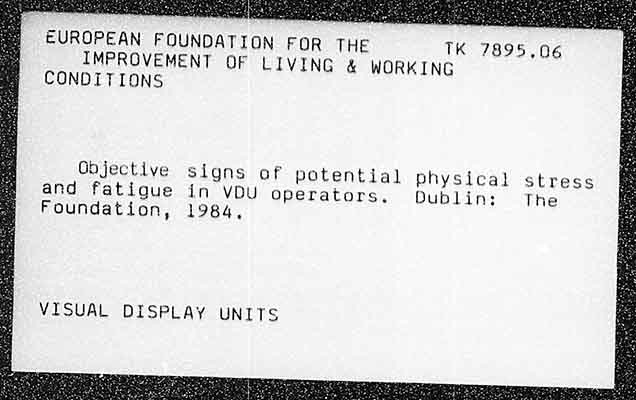 EUROPEAN FOUNDATION FOR THE TK 7895.06
IMPROVEMENT OF LIVING & WORKING
CONDITIONS
Objective signs of potential physical stress
and fatigue in VDU operators. Dublin: The
Foundation, 1984.
VISUAL DISPLAY UNITS